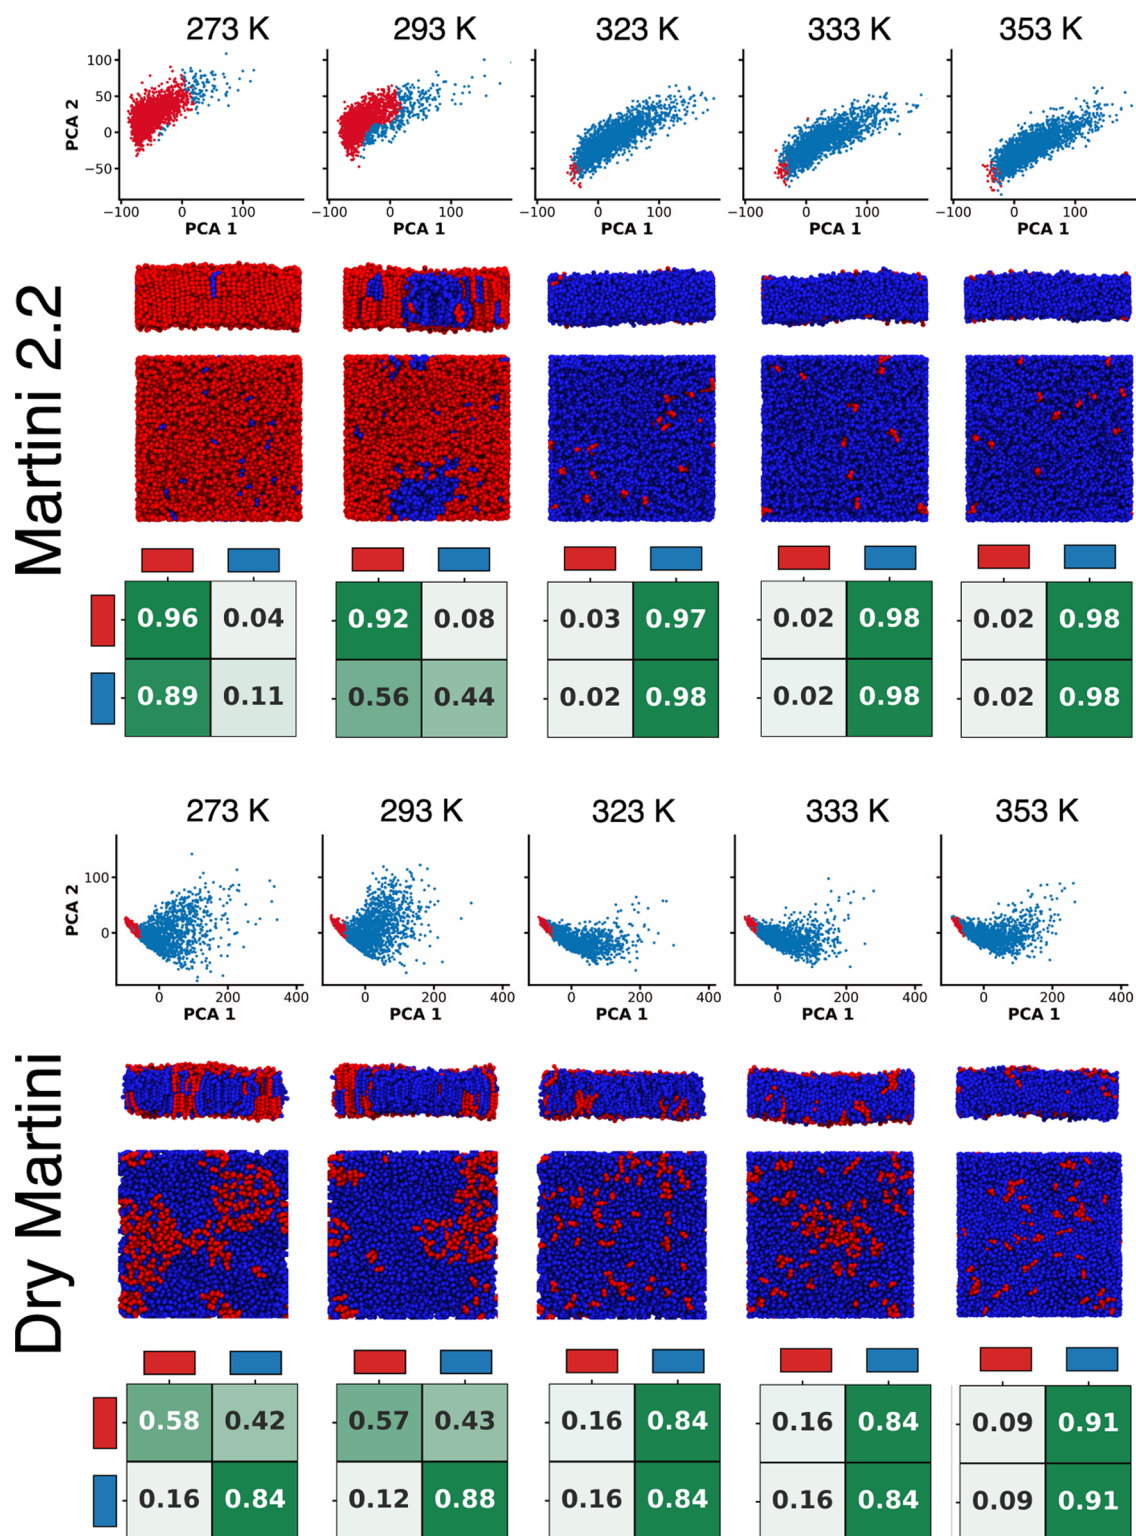 273 K 293 K 323 K 333 K 353 K
100
50
0
−50
PCA 2
−100 0 100 −100 0 100 −100 0 100 −100 0 100 −100 0 100
PCA 1 PCA 1 PCA 1 PCA 1 PCA 1
Martini 2.2
0.96 0.04 0.92 0.08 0.03 0.97 0.02 0.98 0.02 0.98
0.89 0.11 0.56 0.44 0.02 0.98 0.02 0.98 0.02 0.98
273 K 293 K 323 K 333 K 353 K
100
0
PCA 2
0 200 400 0 200 400 0 200 400 0 200 400 0 200 400
PCA 1 PCA 1 PCA 1 PCA 1 PCA 1
Dry Martini
0.58 0.42 0.57 0.43 0.16 0.84 0.16 0.84 0.09 0.91
0.16 0.84 0.12 0.88 0.16 0.84 0.16 0.84 0.09 0.91